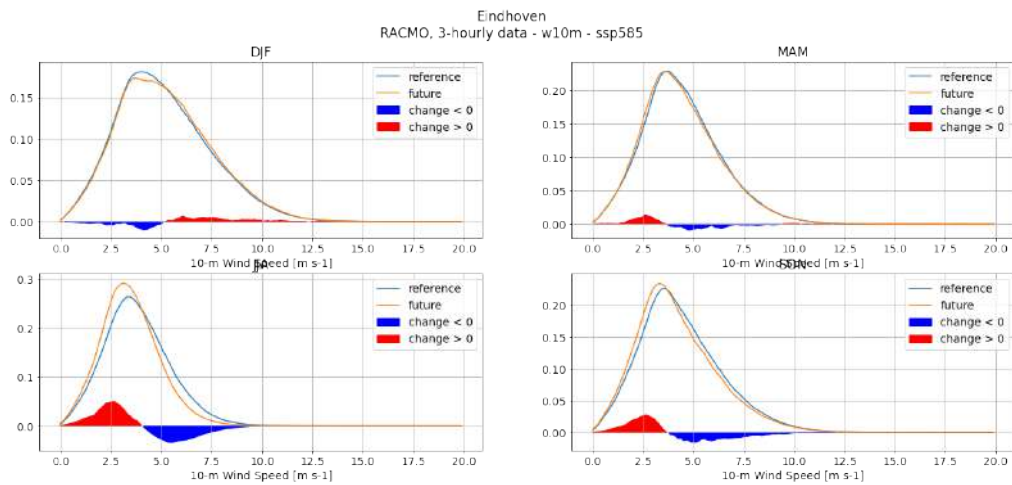 Eindhoven
RACMO, 3-hourly data - w10m - ssp585
DJF
reference
future
change < 0
change > 0
0.15
0.10
0.05
0.00
0.0 2.5 5.0 7.5 10.0 12.5 15.0 17.5 20.0
10-m Wind Speed [m s-1]
MAM
reference
future
change < 0
change > 0
0.20
0.15
0.10
0.05
0.00
0.0 2.5 5.0 7.5 10.0 12.5 15.0 17.5 20.0
10-m Wind Speed [m s-1]
JJA
reference
future
change < 0
change > 0
0.3
0.2
0.1
0.0
0.0 2.5 5.0 7.5 10.0 12.5 15.0 17.5 20.0
10-m Wind Speed [m s-1]
SON
reference
future
change < 0
change > 0
0.20
0.15
0.10
0.05
0.00
0.0 2.5 5.0 7.5 10.0 12.5 15.0 17.5 20.0
10-m Wind Speed [m s-1]